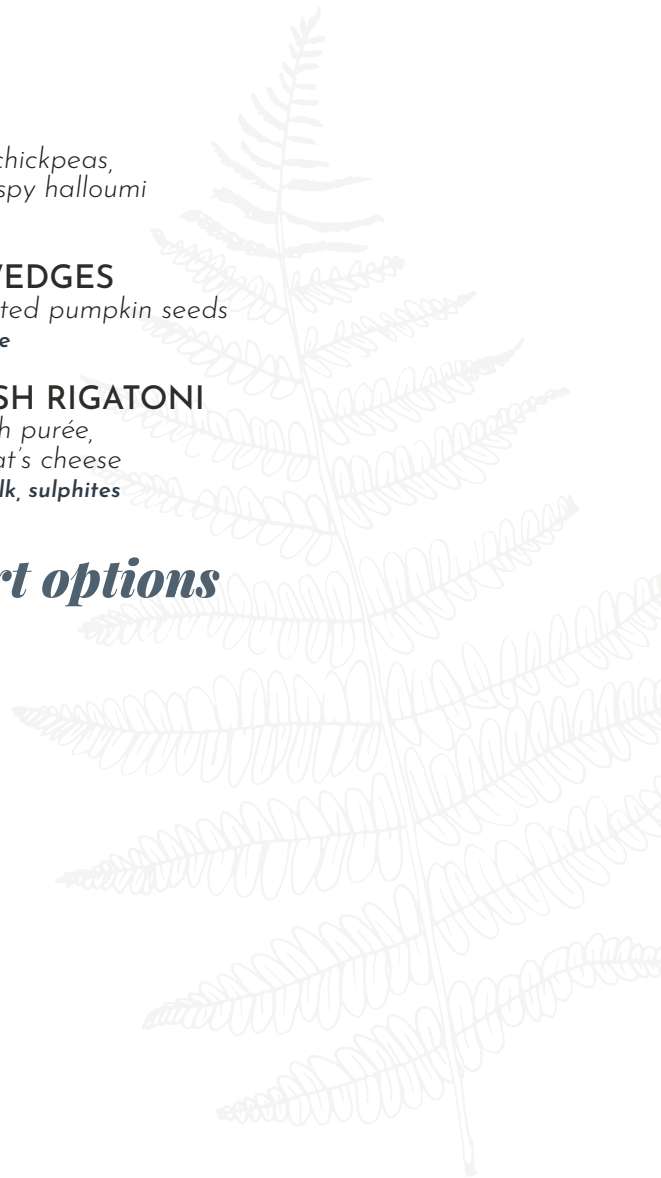 chickpeas,
spy halloumi
EDGES
ted pumpkin seeds
e
SH RIGATONI
h purée,
at's cheese
lk, sulphites
rt options